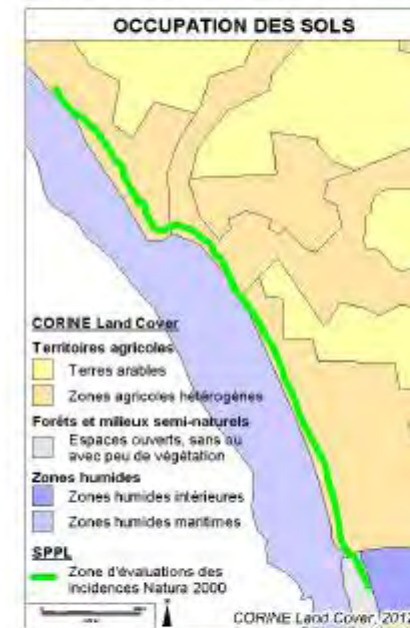 OCCUPATION DES SOLS
CORINE Land Cover
Territoires agricoles
Terres arables
Zones agricoles hétérogènes
Forêts et milieux semi-naturels
Espaces ouverts, sans ou
avec peu de végétation
Zones humides
Zones humides intérieures
Zones humides maritimes
SPPL
Zone d'évaluations des
incidences Natura 2000
CORINE Land Cover, 2012